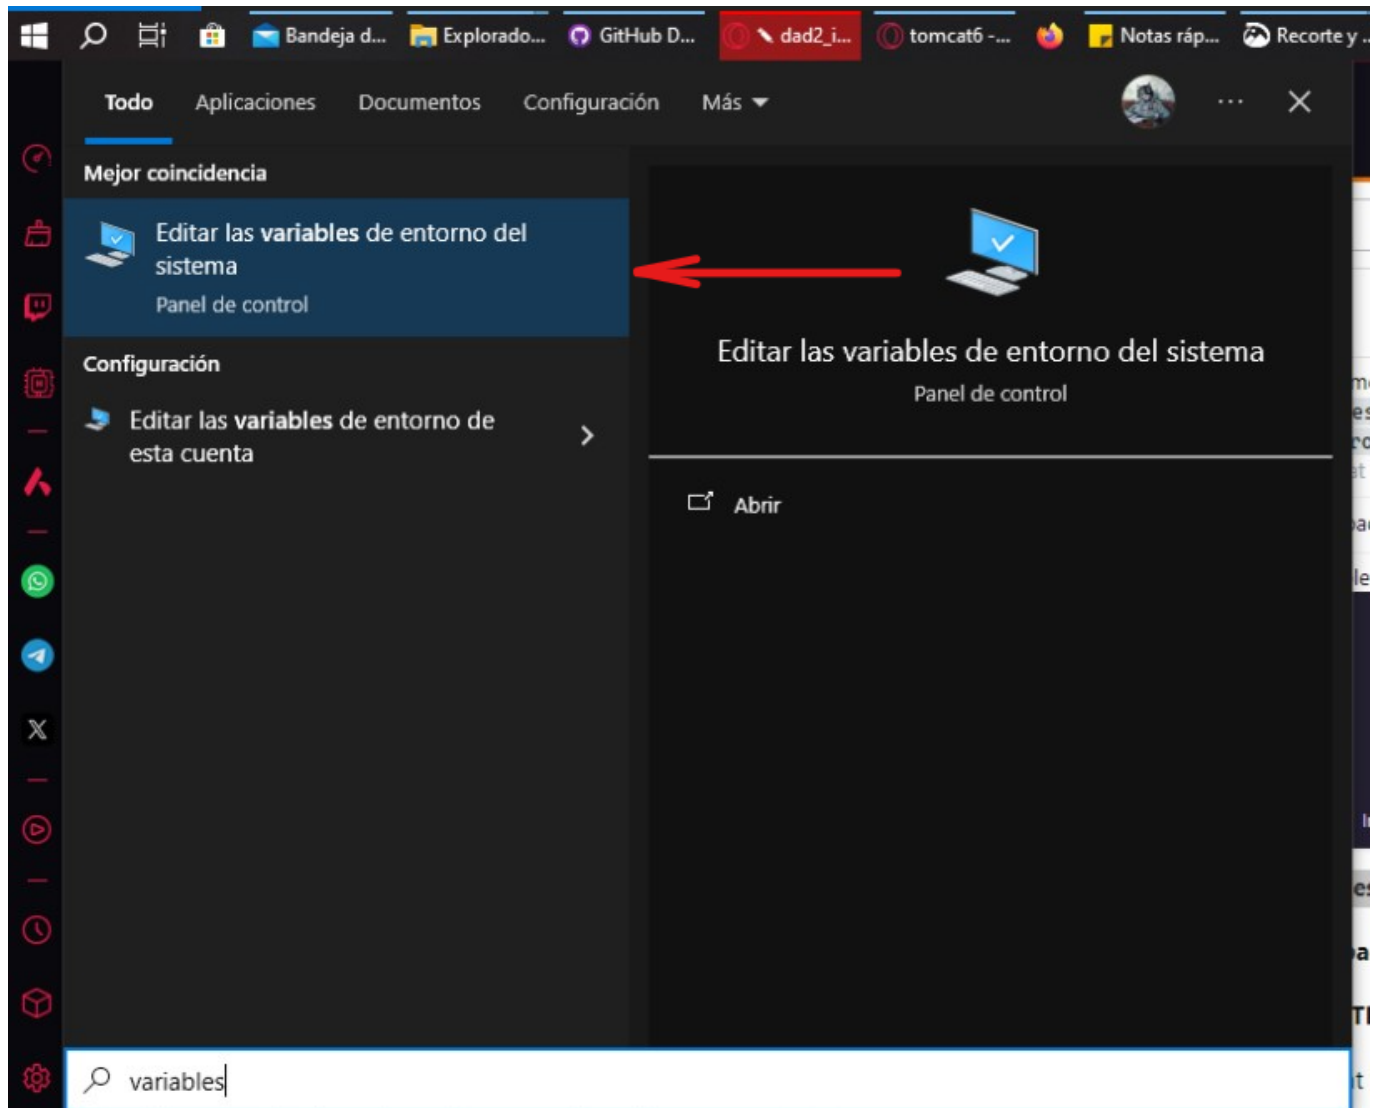 Bandeja d...
Explorado...
GitHub D...
dad2_i...
tomcat6 -...
Notas ráp...
Recorte y ...
Todo
Aplicaciones
Documentos
Configuración
Más
Mejor coincidencia
Editar las variables de entorno del
sistema
Panel de control
Configuración
Editar las variables de entorno de
esta cuenta
Editar las variables de entorno del sistema
Panel de control
Abrir
variables